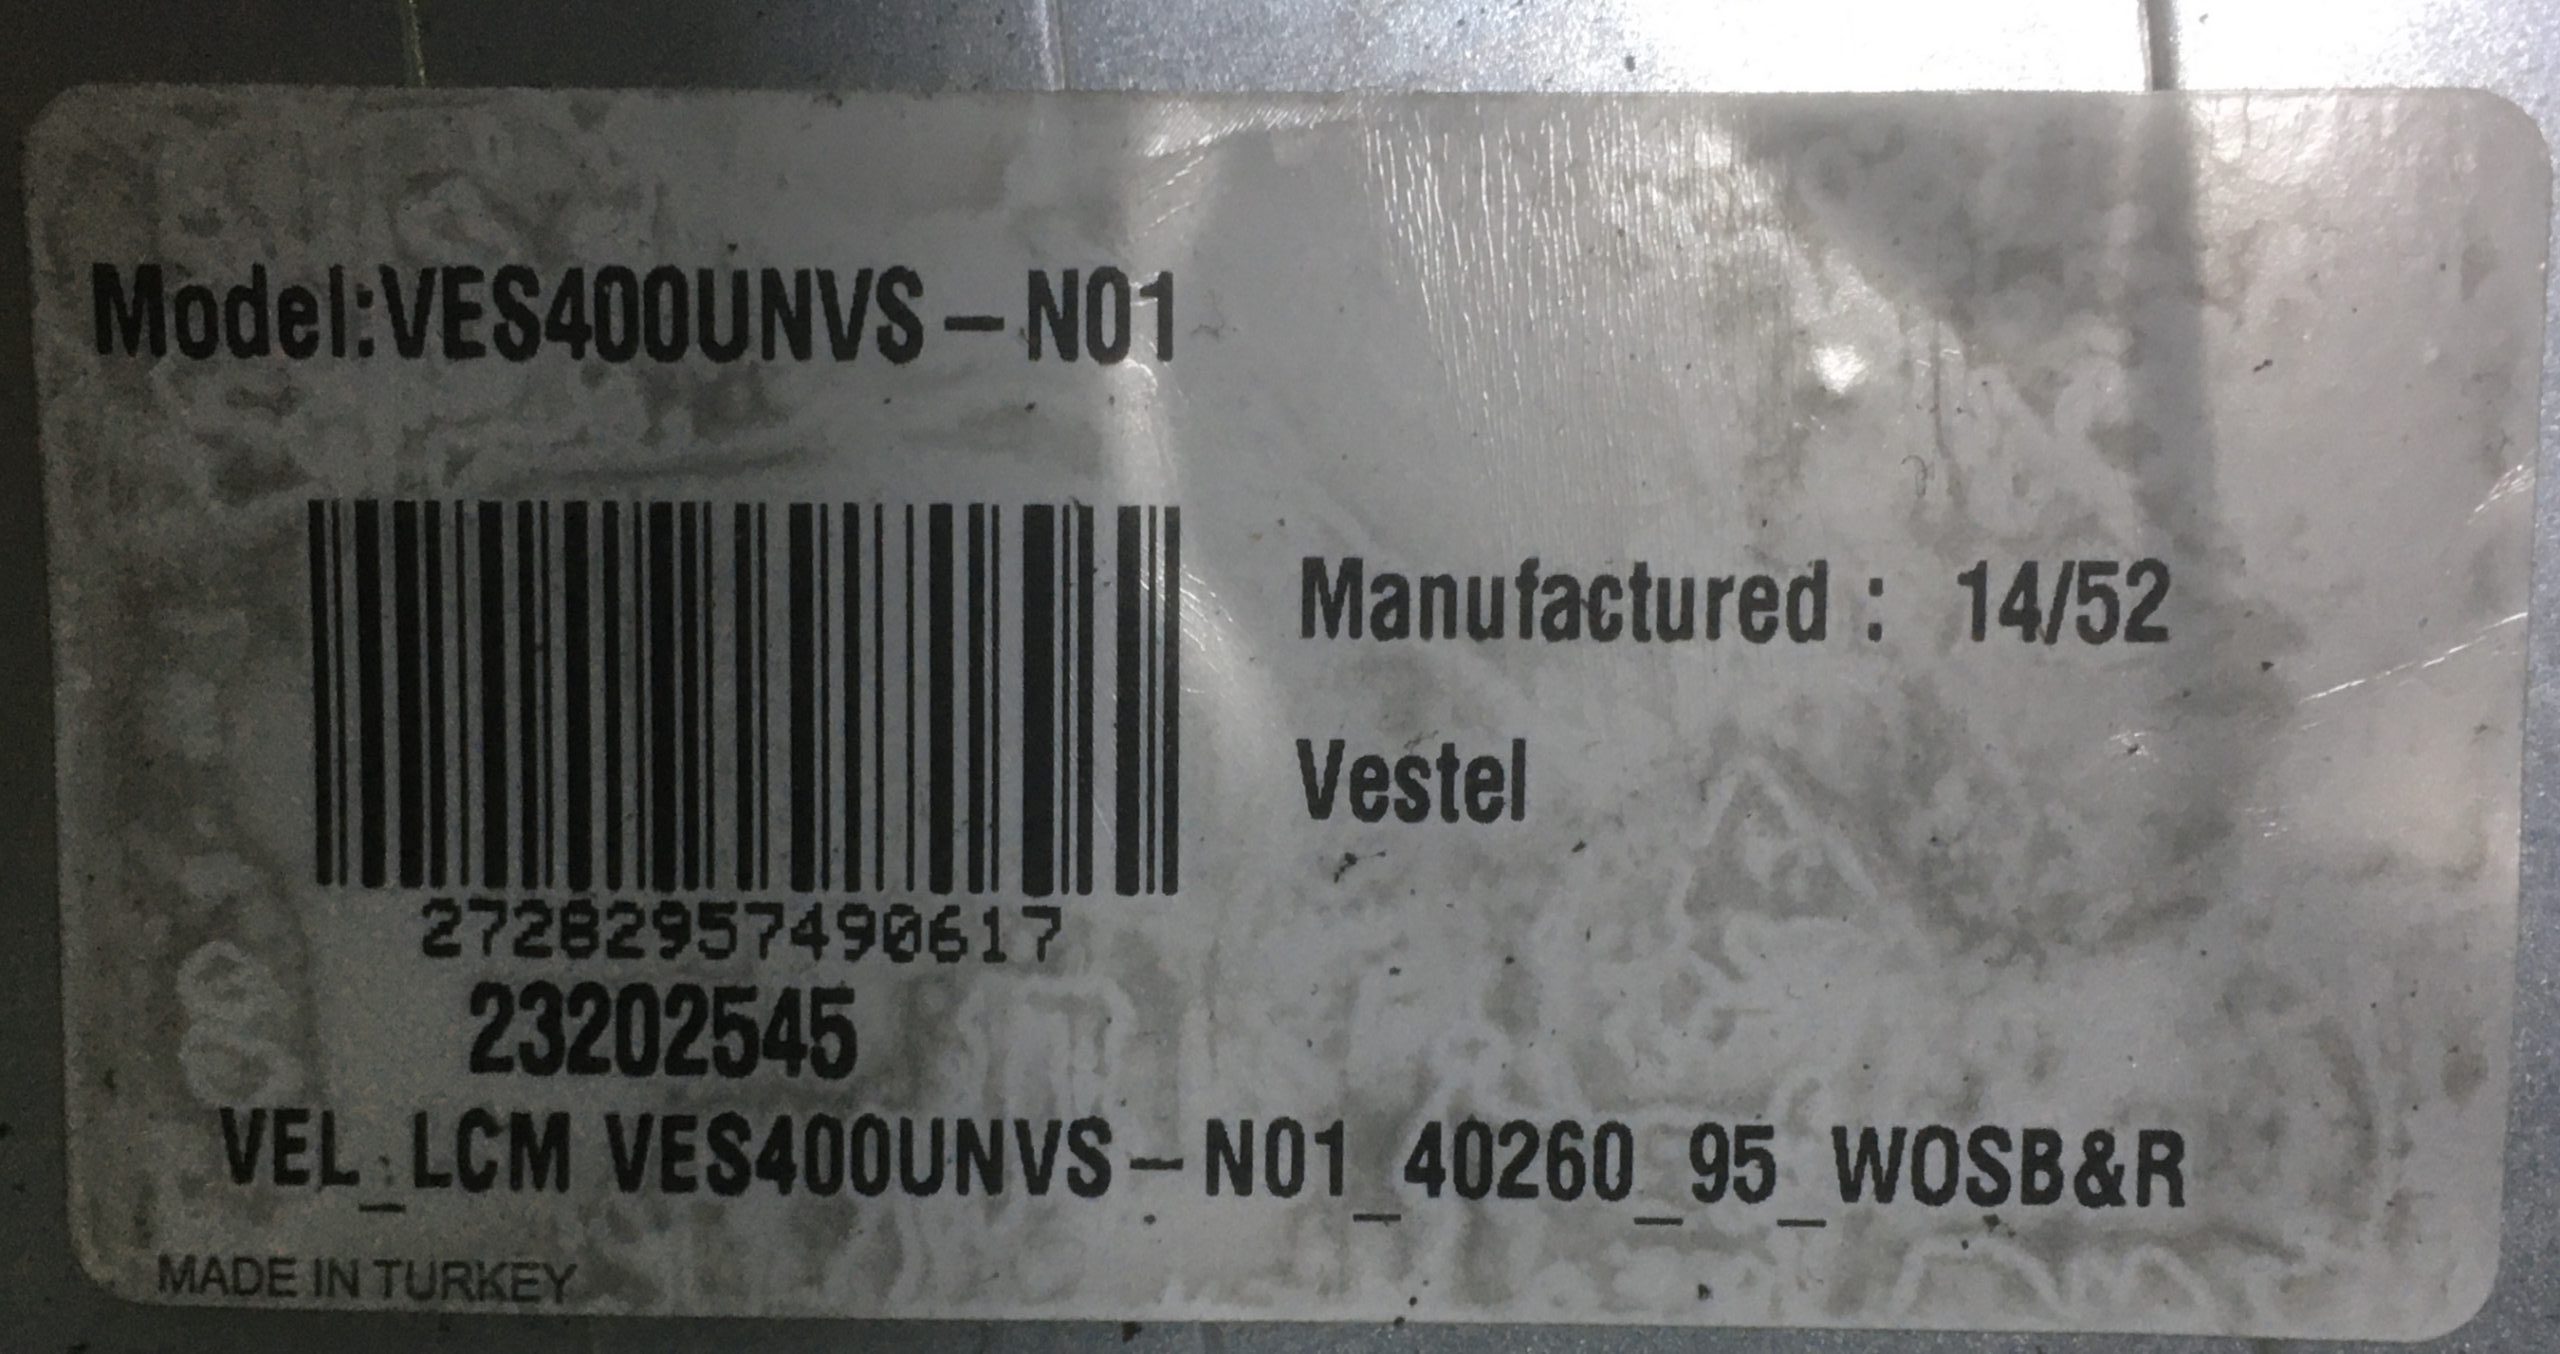 Model:VES400UNVS-N01
Manufactured : 14/52
Vestel
27282957490617
23202545
VEL_LCM VES400UNVS-N01_40260_95_WOSB&R
MADE IN TURKEY